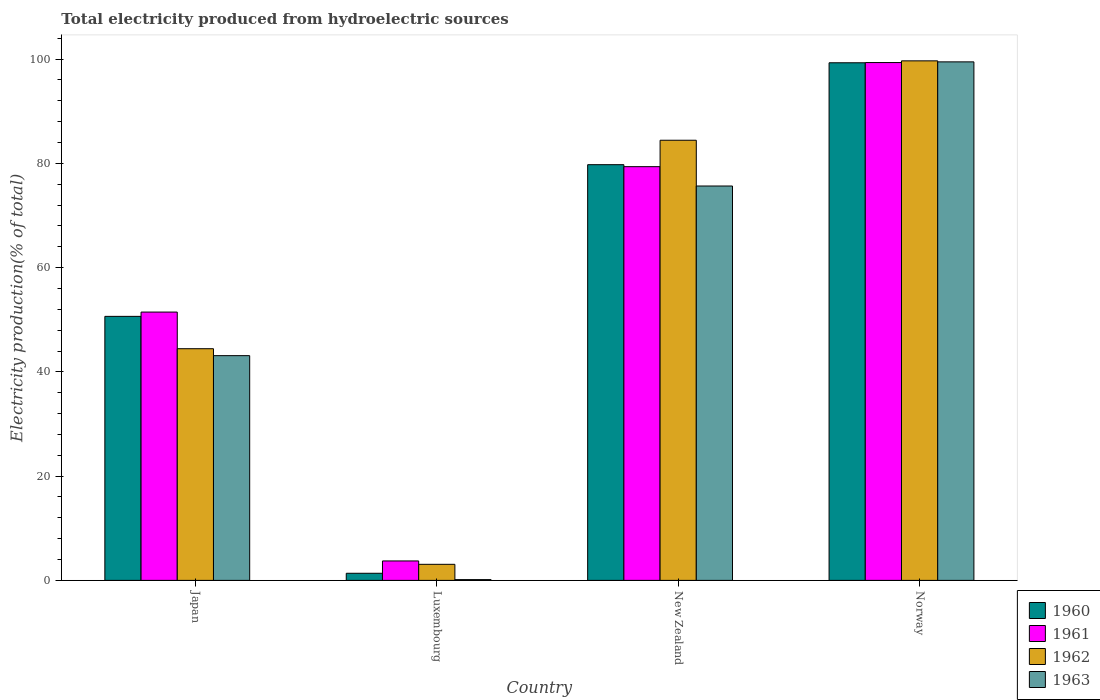 Total electricity produced from hydroelectric sources
Electricity production(% of total)
100
80
60
40
20
0
Japan
Luxembourg
New Zealand
Norway
Country
1960
1961
1962
1963